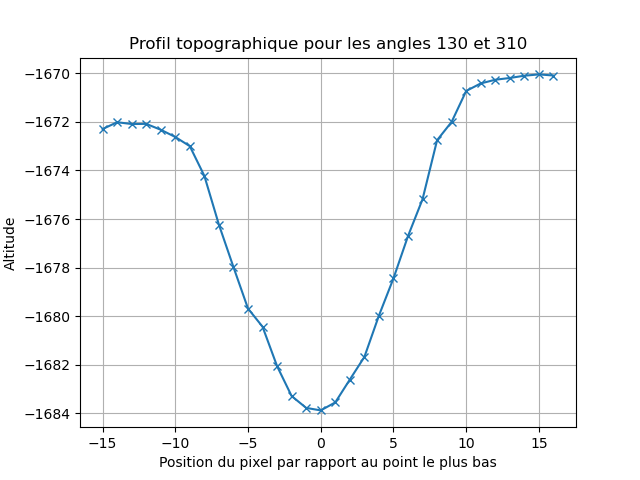 Profil topographique pour les angles 130 et 310
Altitude
−1670
−1672
−1674
−1676
−1678
−1680
−1682
−1684
−15 −10 −5 0 5 10 15
Position du pixel par rapport au point le plus bas